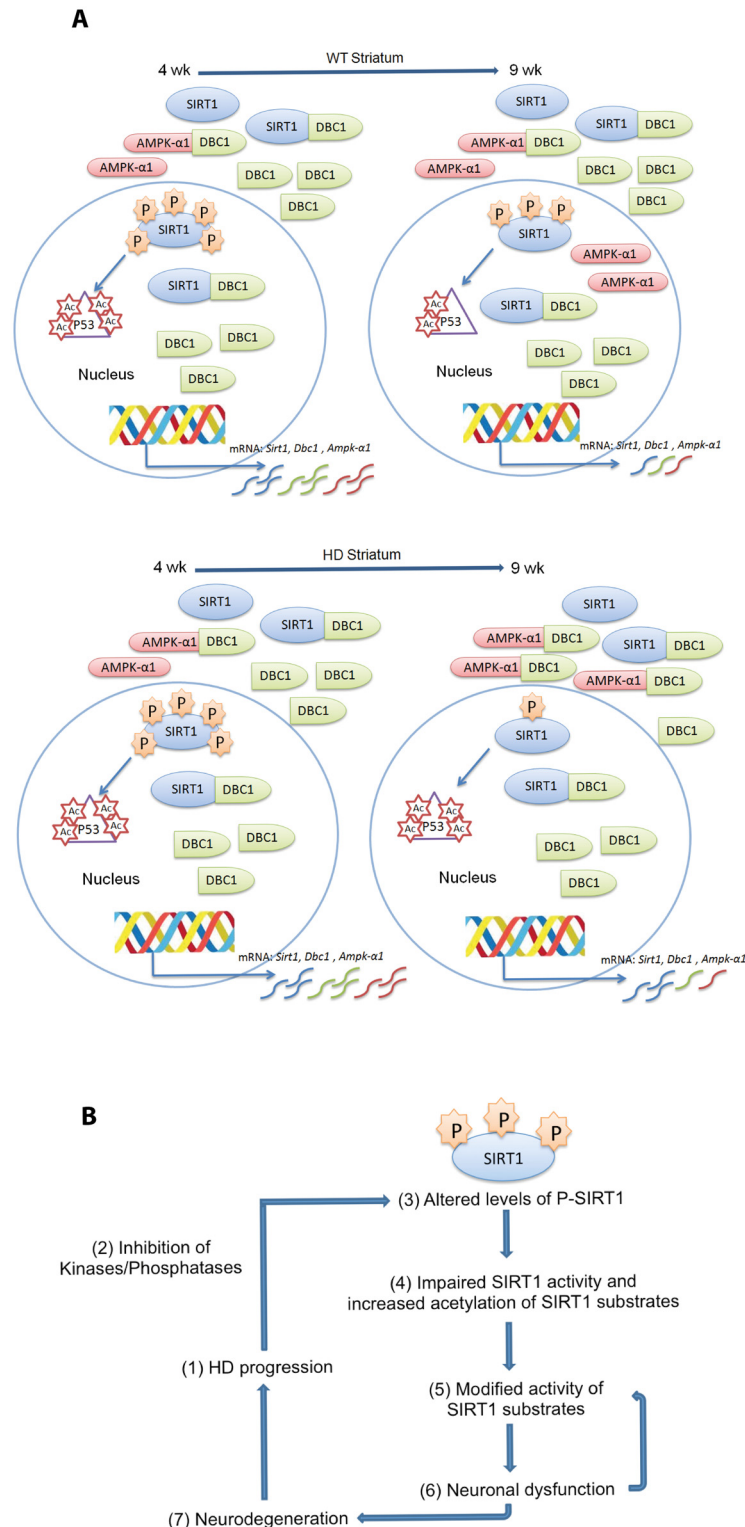 A
WT Striatum
4 wk
9 wk
SIRT1
SIRT1 DBC1
AMPK-α1 DBC1
AMPK-α1
DBC1 DBC1
DBC1
P P P P P
SIRT1
SIRT1 DBC1
Ac Ac Ac Ac
P53
DBC1 DBC1
DBC1
Nucleus
mRNA: Sirt1, Dbc1 , Ampk-α1
SIRT1
SIRT1 DBC1
AMPK-α1 DBC1
AMPK-α1
DBC1 DBC1
DBC1
P P P
SIRT1
AMPK-α1
AMPK-α1
SIRT1 DBC1
Ac Ac
P53
DBC1 DBC1
DBC1
Nucleus
mRNA: Sirt1, Dbc1 , Ampk-α1
HD Striatum
4 wk
9 wk
SIRT1
SIRT1 DBC1
AMPK-α1 DBC1
AMPK-α1
DBC1 DBC1
DBC1
P P P P P
SIRT1
SIRT1 DBC1
Ac Ac Ac Ac
P53
DBC1 DBC1
DBC1
Nucleus
mRNA: Sirt1, Dbc1 , Ampk-α1
SIRT1
AMPK-α1 DBC1
SIRT1 DBC1
AMPK-α1 DBC1
AMPK-α1 DBC1
DBC1
P
SIRT1
SIRT1 DBC1
Ac Ac Ac Ac
P53
DBC1 DBC1
DBC1
Nucleus
mRNA: Sirt1, Dbc1 , Ampk-α1
B
P P P
SIRT1
(3) Altered levels of P-SIRT1
(2) Inhibition of
Kinases/Phosphatases
(4) Impaired SIRT1 activity and
increased acetylation of SIRT1 substrates
(1) HD progression
(5) Modified activity of
SIRT1 substrates
(6) Neuronal dysfunction
(7) Neurodegeneration